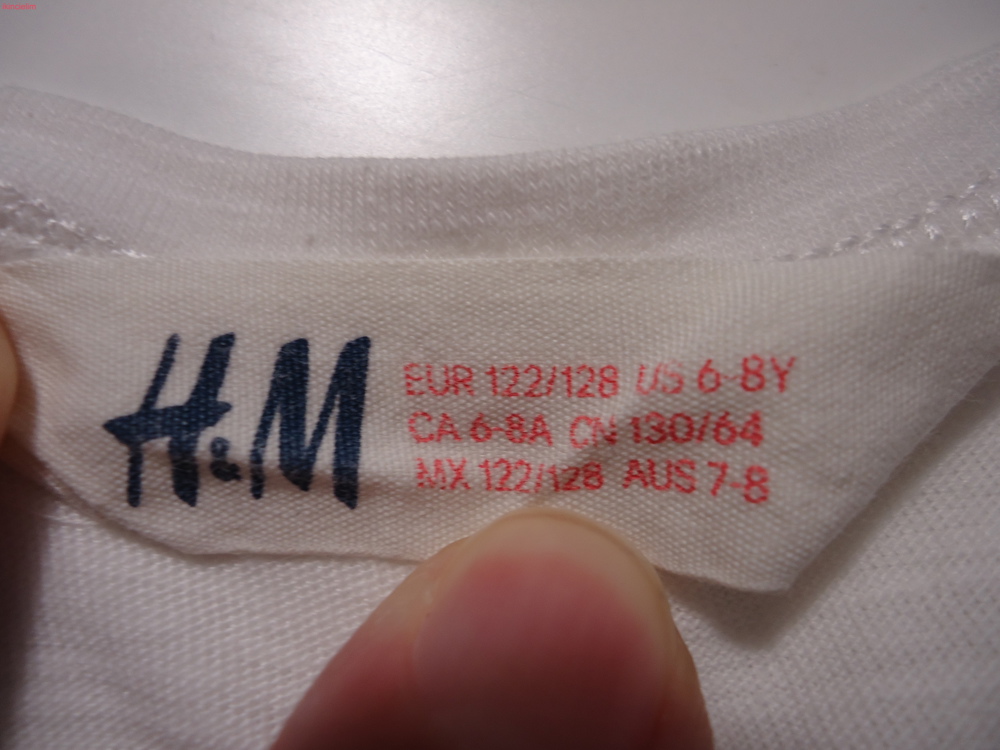 H&M
EUR 122/128 US 6-8Y
CA 6-8A CN 130/64
MX 122/128 AUS 7-8